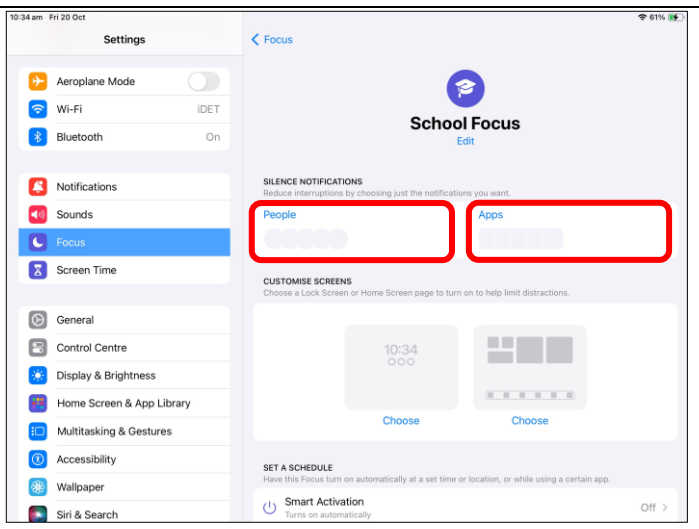 10:34 am Fri 20 Oct
61%
Settings
Focus
Aeroplane Mode
Wi-Fi
iDET
Bluetooth
On
Notifications
Sounds
Focus
Screen Time
General
Control Centre
Display & Brightness
Home Screen & App Library
Multitasking & Gestures
Accessibility
Wallpaper
Siri & Search
School Focus
Edit
SILENCE NOTIFICATIONS
Reduce interruptions by choosing just the notifications you want.
People
Apps
CUSTOMISE SCREENS
Choose a Lock Screen or Home Screen page to turn on to help limit distractions.
10:34
Choose
Choose
SET A SCHEDULE
Have this Focus turn on automatically at a set time or location, or while using a certain app.
Smart Activation
Turns on automatically
Off